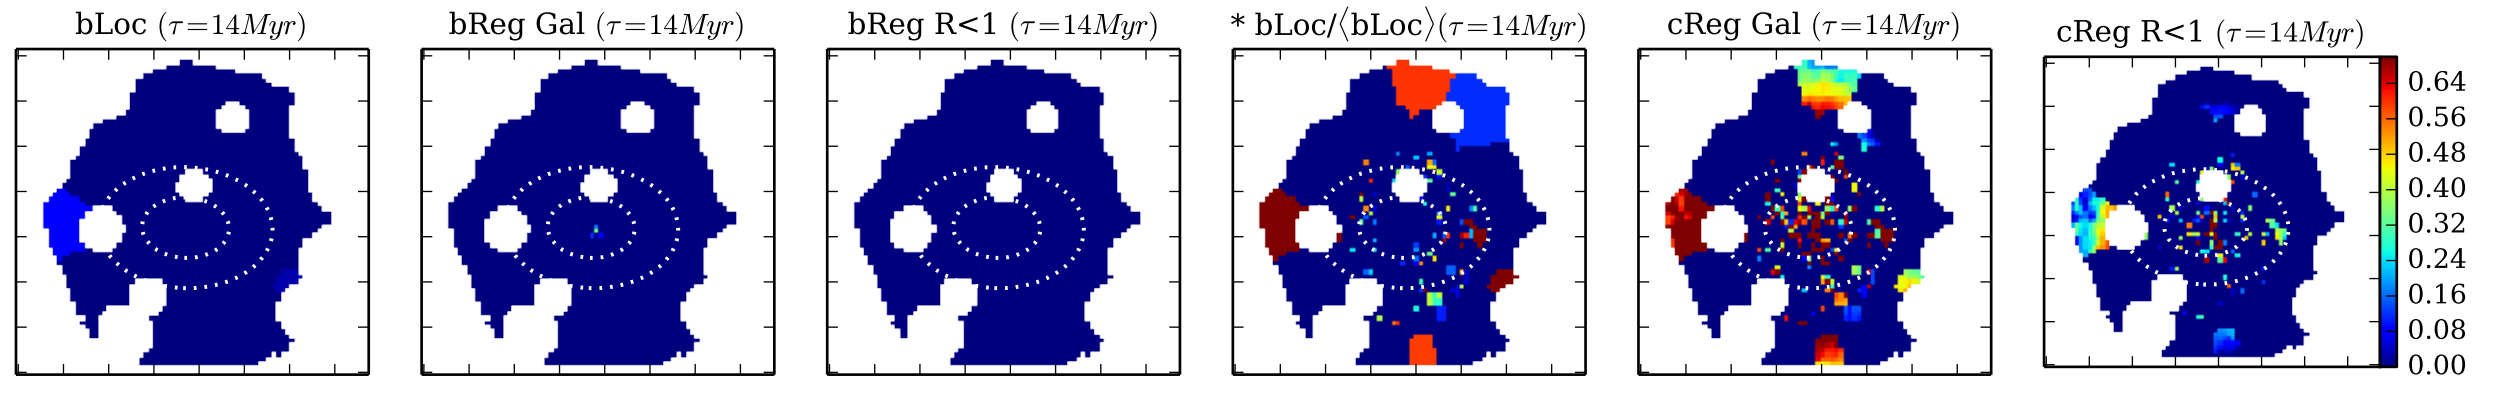 bLoc (τ=14Myr)
bReg Gal (τ=14Myr)
bReg R<1 (τ=14Myr)
* bLoc/⟨bLoc⟩(τ=14Myr)
cReg Gal (τ=14Myr)
cReg R<1 (τ=14Myr)
0.64
0.56
0.48
0.40
0.32
0.24
0.16
0.08
0.00